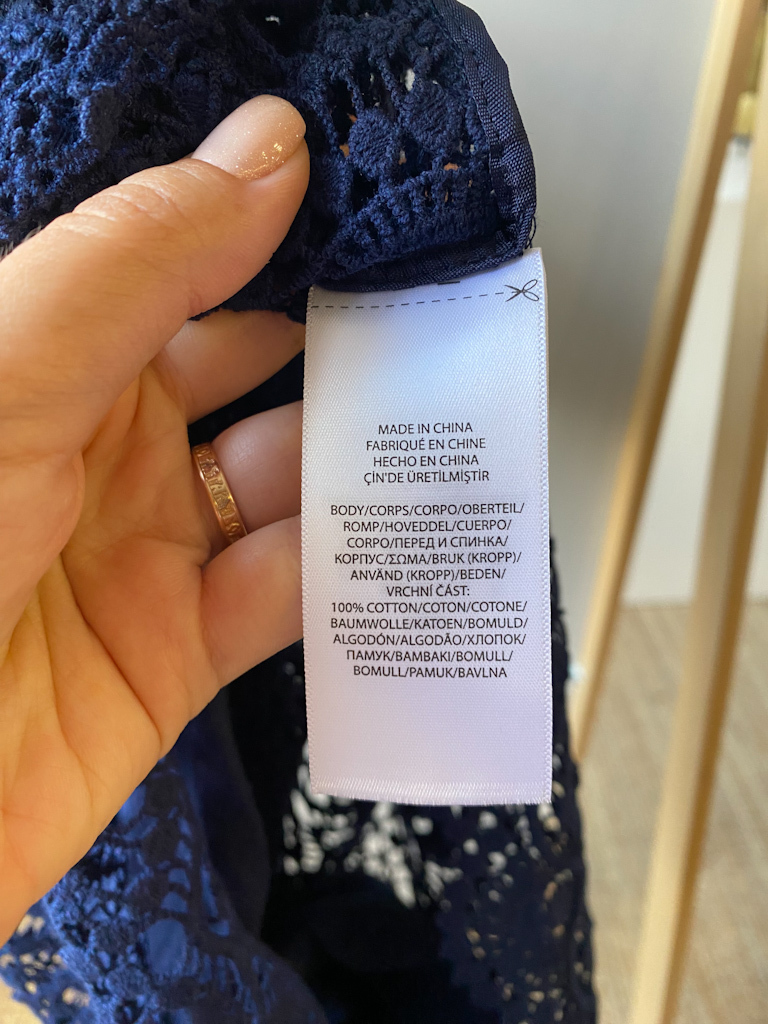 MADE IN CHINA
FABRIQUÉ EN CHINE
HECHO EN CHINA
ÇİN'DE ÜRETİLMİŞTİR
BODY/CORPS/CORPO/OBERTEIL/
ROMP/HOVEDDEL/CUERPO/
CORPO/ПЕРЕД И СПИНКА/
КОРПУС/ΣΩΜΑ/BRUK (KROPP)/
ANVÄND (KROPP)/BEDEN/
VRCHNÍ ČÁST:
100% COTTON/COTON/COTONE/
BAUMWOLLE/KATOEN/BOMULD/
ALGODÓN/ALGODÃO/ХЛОПОК/
ПАМУК/ΒΑΜΒΑΚΙ/BOMULL/
BOMULL/PAMUK/BAVLNA